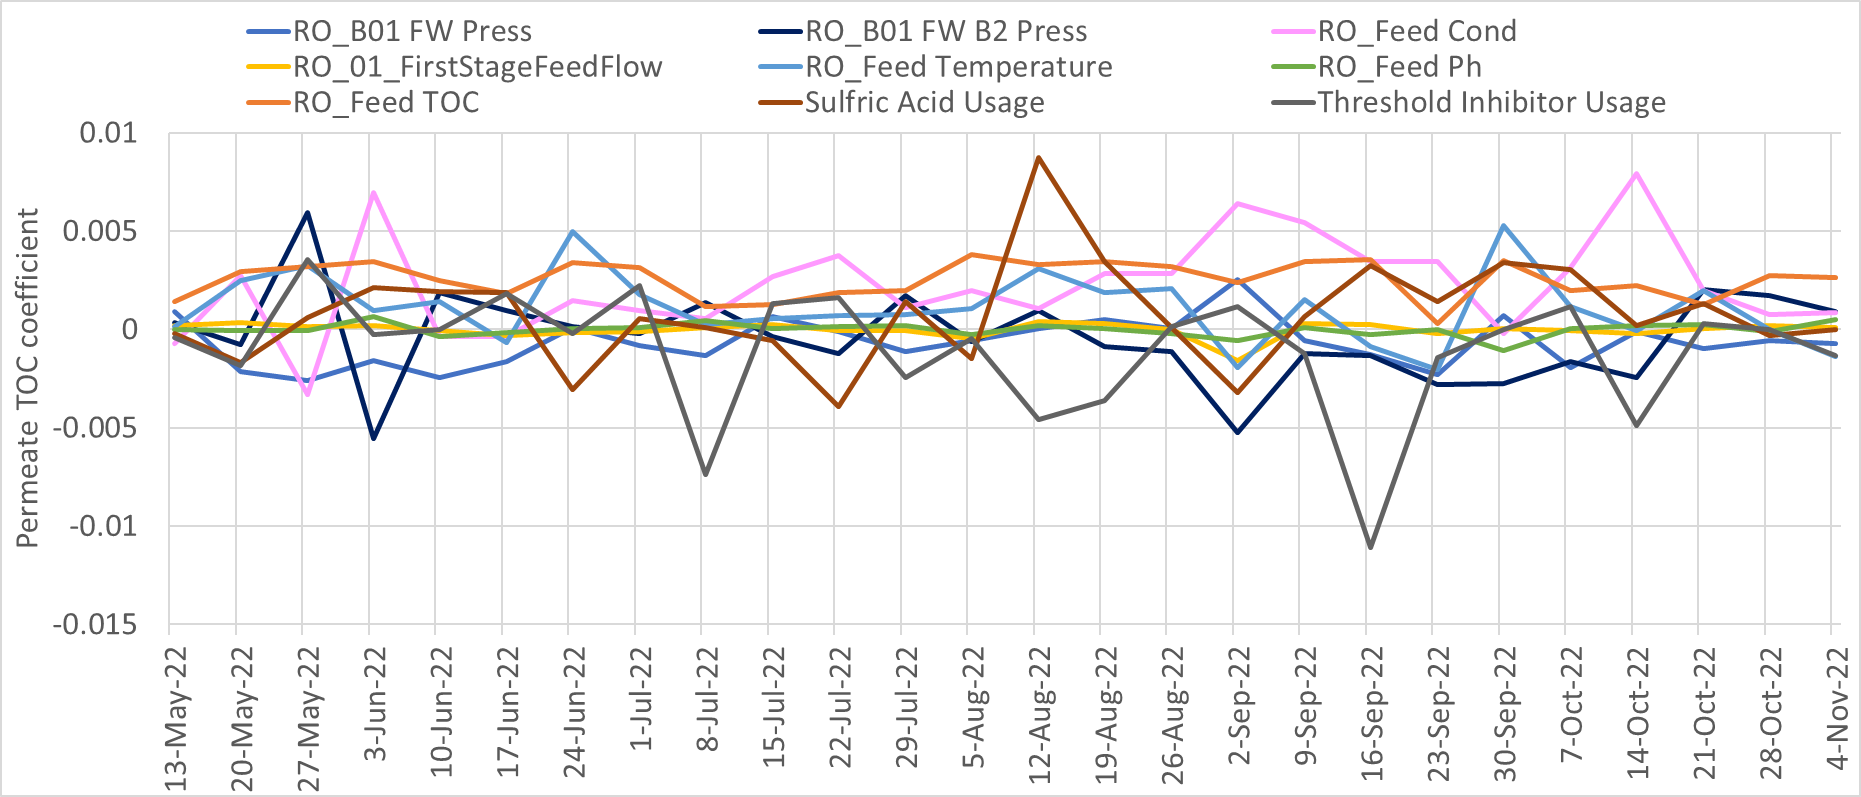 RO_B01 FW Press RO_B01 FW B2 Press RO_Feed Cond
RO_01_FirstStageFeedFlow RO_Feed Temperature RO_Feed Ph
RO_Feed TOC Sulfric Acid Usage Threshold Inhibitor Usage
Permeate TOC coefficient
0.01
0.005
0
-0.005
-0.01
-0.015
13-May-22
20-May-22
27-May-22
3-Jun-22
10-Jun-22
17-Jun-22
24-Jun-22
1-Jul-22
8-Jul-22
15-Jul-22
22-Jul-22
29-Jul-22
5-Aug-22
12-Aug-22
19-Aug-22
26-Aug-22
2-Sep-22
9-Sep-22
16-Sep-22
23-Sep-22
30-Sep-22
7-Oct-22
14-Oct-22
21-Oct-22
28-Oct-22
4-Nov-22